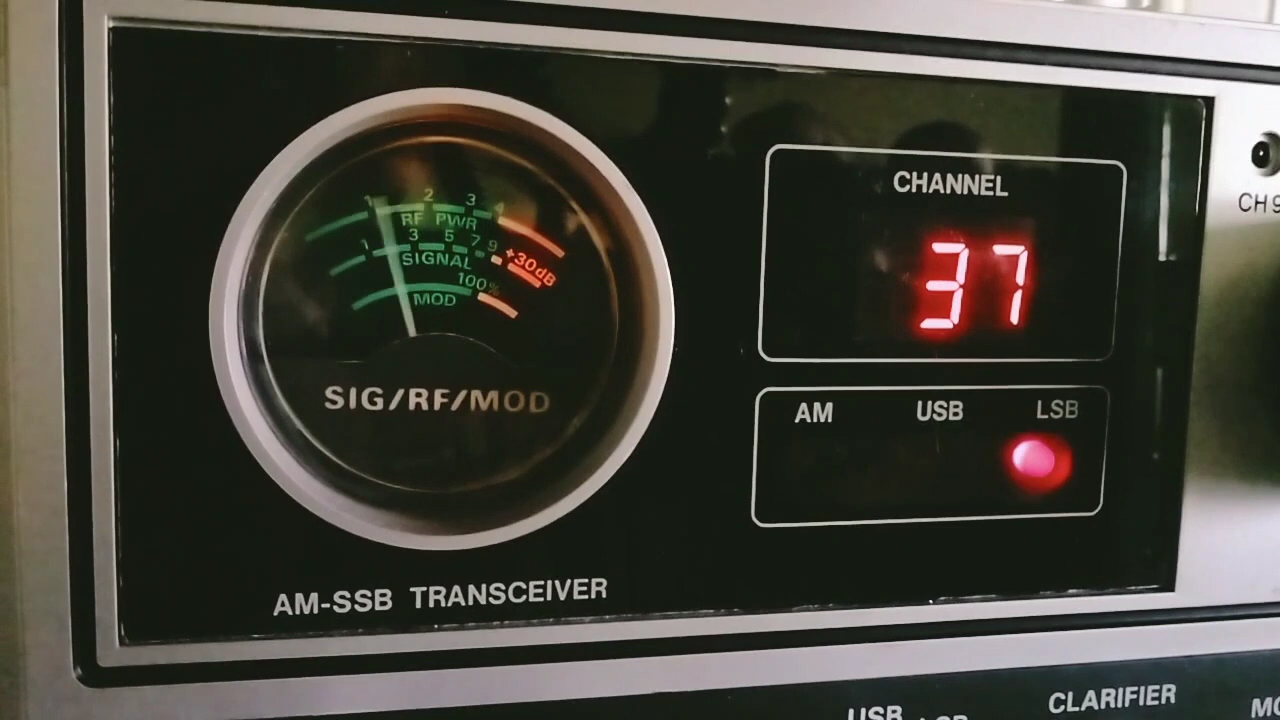 1 2 3 4
RF PWR
1 3 5 7 9 +30dB
SIGNAL
100%
MOD
SIG/RF/MOD
AM-SSB TRANSCEIVER
CHANNEL
37
AM USB LSB
CH 9
USB
CLARIFIER